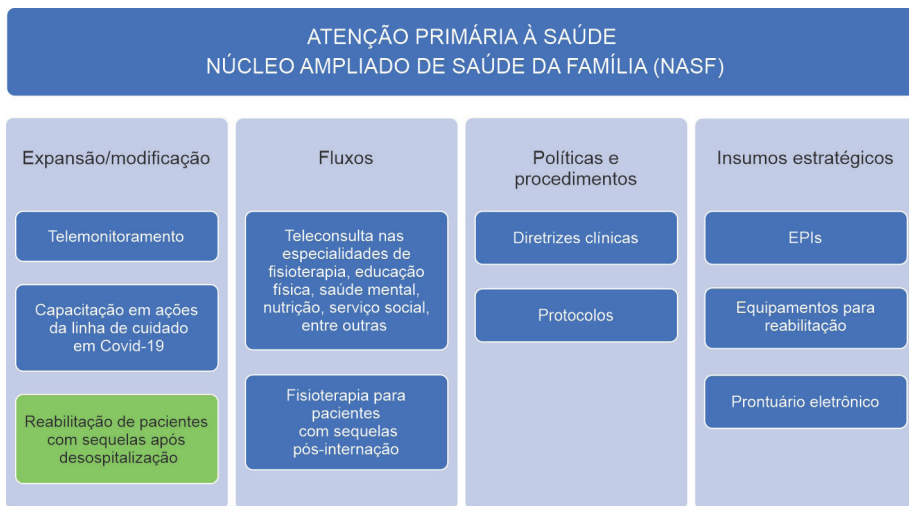 ATENÇÃO PRIMÁRIA À SAÚDE
NÚCLEO AMPLIADO DE SAÚDE DA FAMÍLIA (NASF)
Expansão/modificação
Telemonitoramento
Capacitação em ações
da linha de cuidado
em Covid-19
Reabilitação de pacientes
com sequelas após
desospitalização
Fluxos
Teleconsulta nas
especialidades de
fisioterapia, educação
física, saúde mental,
nutrição, serviço social,
entre outras
Fisioterapia para
pacientes
com sequelas
pós-internação
Políticas e
procedimentos
Diretrizes clínicas
Protocolos
Insumos estratégicos
EPIs
Equipamentos para
reabilitação
Prontuário eletrônico